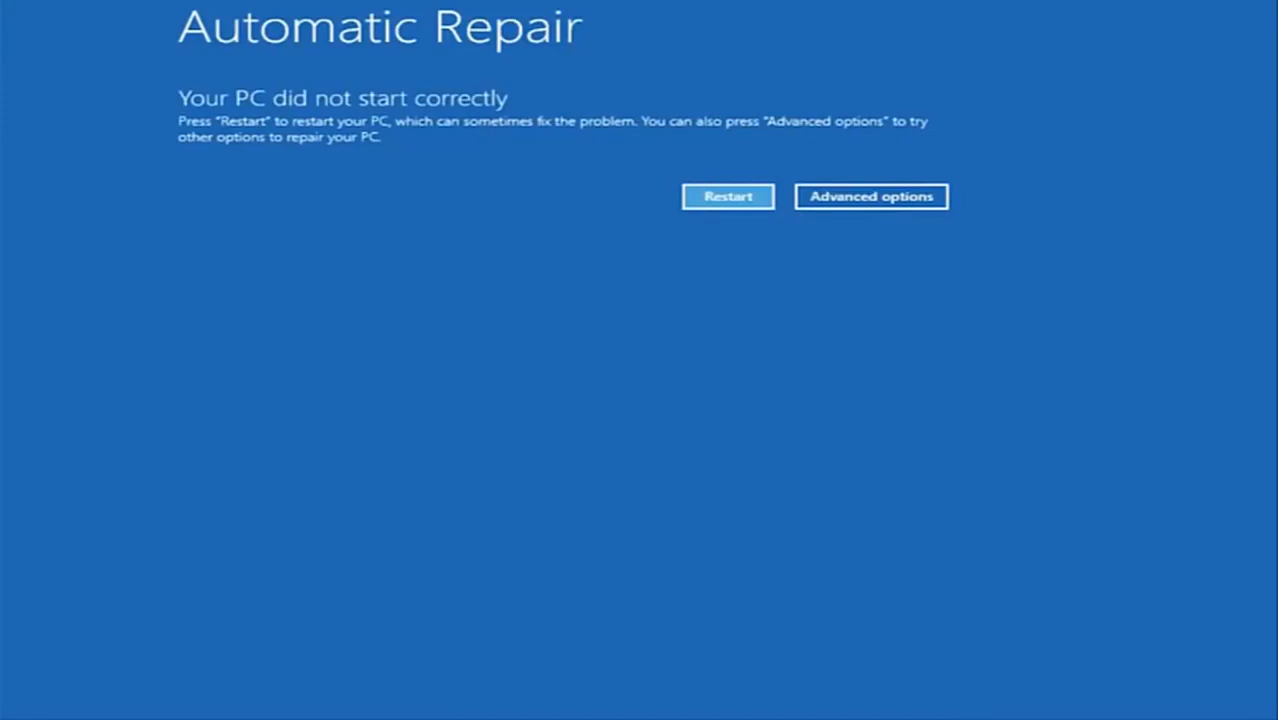 Automatic Repair
Your PC did not start correctly
Press "Restart" to restart your PC, which can sometimes fix the problem. You can also press "Advanced options" to try
other options to repair your PC.
Restart
Advanced options